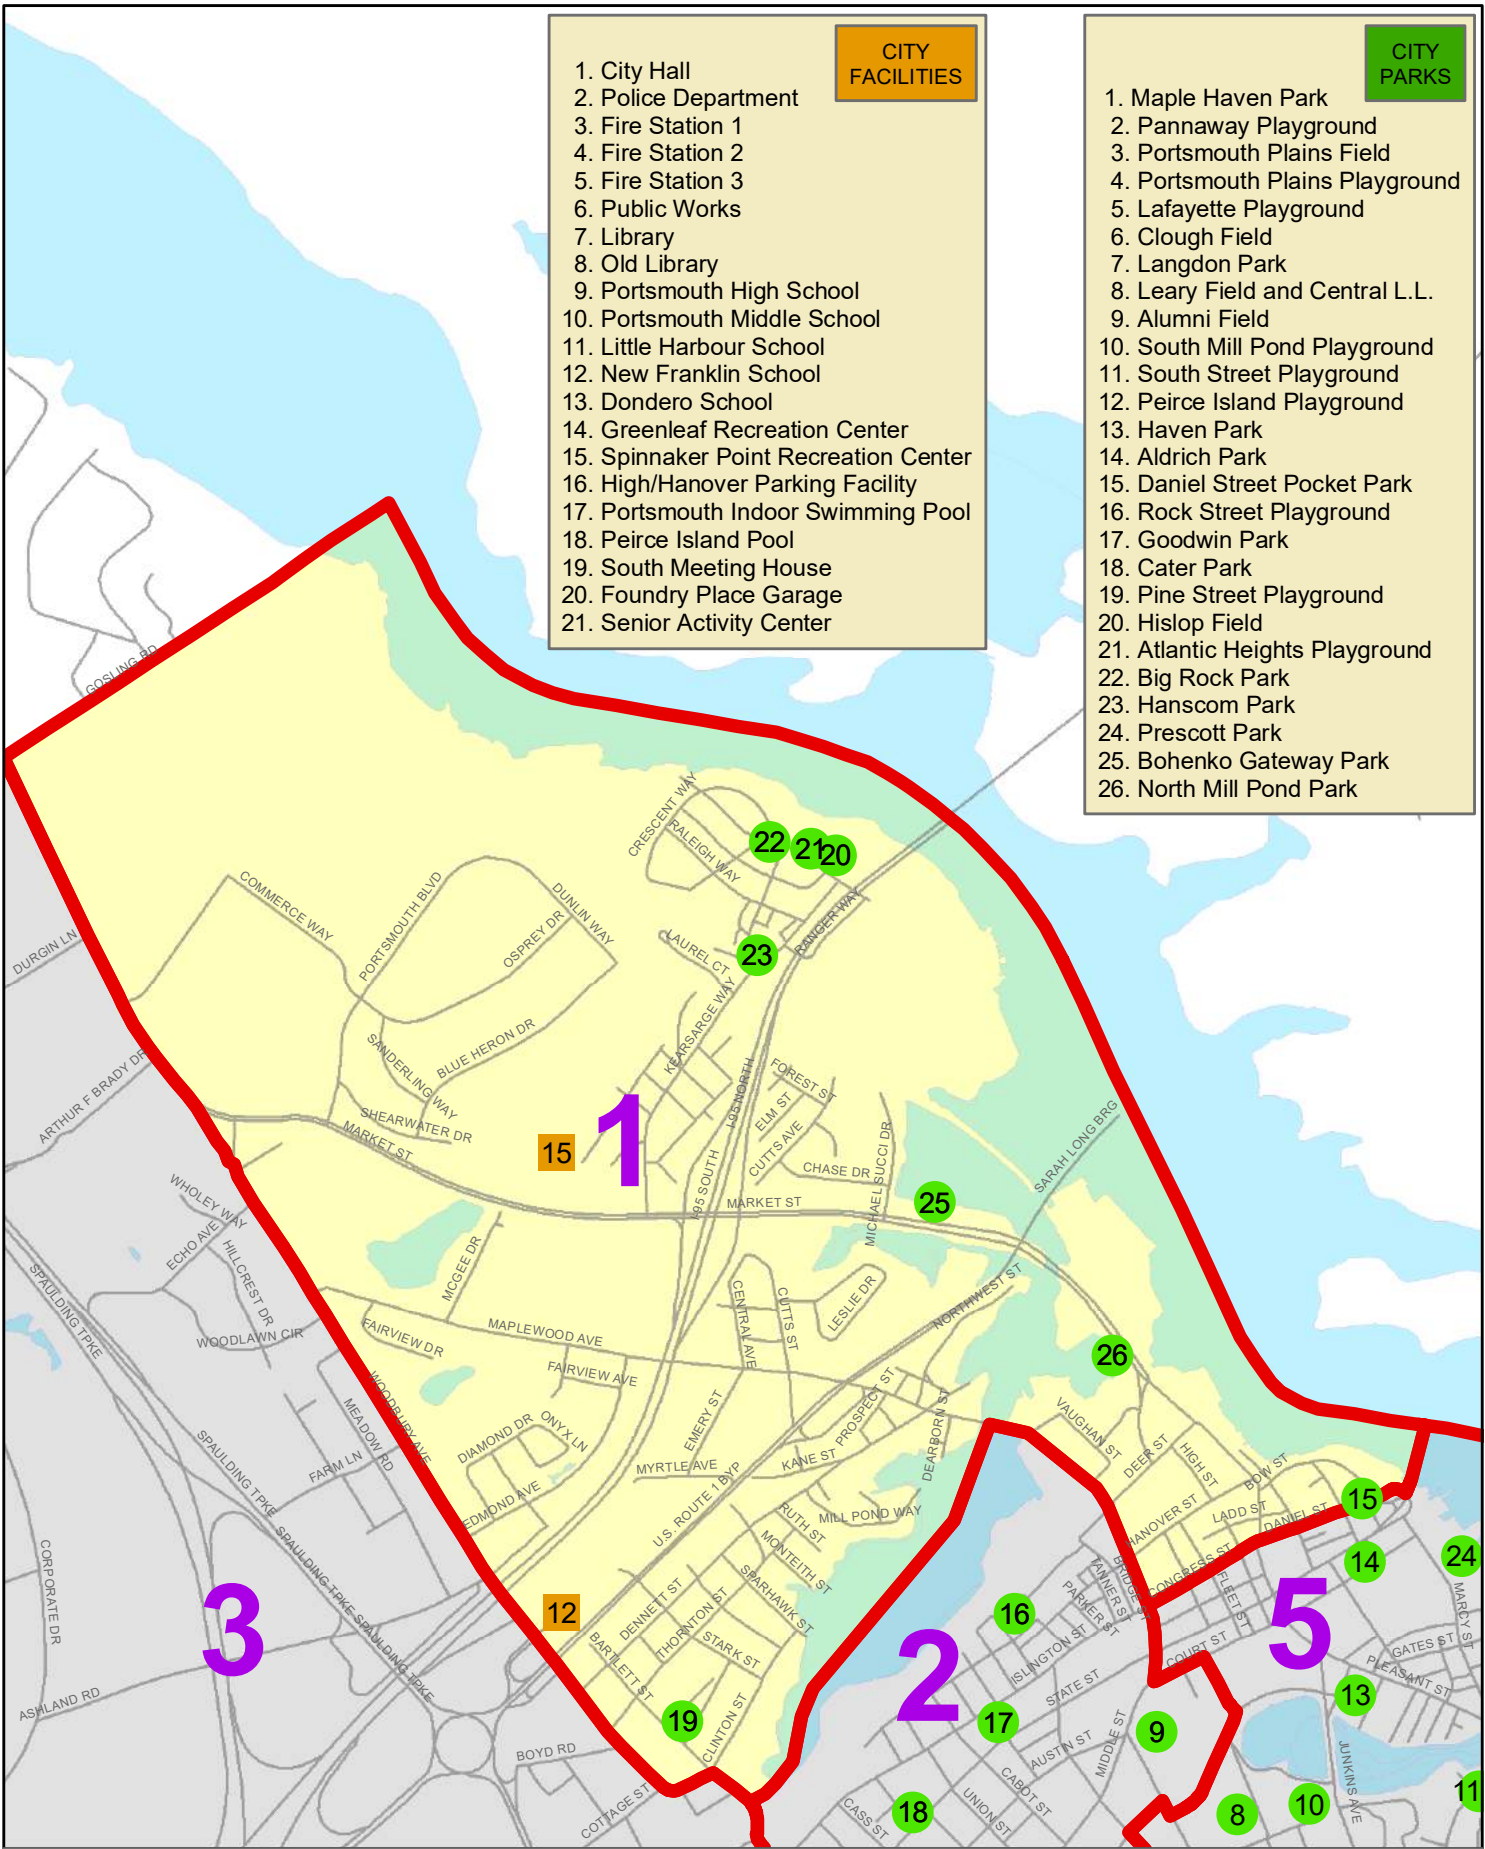 CITY
FACILITIES
1. City Hall
2. Police Department
3. Fire Station 1
4. Fire Station 2
5. Fire Station 3
6. Public Works
7. Library
8. Old Library
9. Portsmouth High School
10. Portsmouth Middle School
11. Little Harbour School
12. New Franklin School
13. Dondero School
14. Greenleaf Recreation Center
15. Spinnaker Point Recreation Center
16. High/Hanover Parking Facility
17. Portsmouth Indoor Swimming Pool
18. Peirce Island Pool
19. South Meeting House
20. Foundry Place Garage
21. Senior Activity Center
CITY
PARKS
1. Maple Haven Park
2. Pannaway Playground
3. Portsmouth Plains Field
4. Portsmouth Plains Playground
5. Lafayette Playground
6. Clough Field
7. Langdon Park
8. Leary Field and Central L.L.
9. Alumni Field
10. South Mill Pond Playground
11. South Street Playground
12. Peirce Island Playground
13. Haven Park
14. Aldrich Park
15. Daniel Street Pocket Park
16. Rock Street Playground
17. Goodwin Park
18. Cater Park
19. Pine Street Playground
20. Hislop Field
21. Atlantic Heights Playground
22. Big Rock Park
23. Hanscom Park
24. Prescott Park
25. Bohenko Gateway Park
26. North Mill Pond Park
GOSLING RD
CRESCENT WAY
RALEIGH WAY
22
21
20
RANGER WAY
23
LAUREL CT
KEARSARGE WAY
COMMERCE WAY
PORTSMOUTH BLVD
OSPREY DR
DUNLIN WAY
DURGIN LN
SANDERLING WAY
BLUE HERON DR
SHEARWATER DR
MARKET ST
ARTHUR F BRADY DR
I-95 NORTH
I-95 SOUTH
FOREST ST
ELM ST
CUTTS AVE
CHASE DR
MICHAEL SUCCI DR
MARKET ST
SARAH LONG BRG
15
1
25
WHOLEY WAY
ECHO AVE
HILLCREST DR
WOODLAWN CIR
SPAULDING TPKE
MCGEE DR
FAIRVIEW DR
MAPLEWOOD AVE
FAIRVIEW AVE
CENTRAL AVE
CUTTS ST
LESLIE DR
NORTHWEST ST
26
WOODBURY AVE
MEADOW RD
FARM LN
DIAMOND DR
ONYX LN
EDMOND AVE
EMERY ST
MYRTLE AVE
KANE ST
PROSPECT ST
DEARBORN ST
U.S. ROUTE 1 BYP
MILL POND WAY
RUTH ST
MONTEITH ST
SPARHAWK ST
VAUGHAN ST
DEER ST
HIGH ST
BOW ST
HANOVER ST
LADD ST
DANIEL ST
15
CONGRESS ST
FLEET ST
BRIDGE ST
TANNER ST
PARKER ST
14
24
MARCY ST
SPAULDING TPKE
SPAULDING TPKE
SPAULDING TPKE
CORPORATE DR
ASHLAND RD
3
12
DENNETT ST
THORNTON ST
STARK ST
BARTLETT ST
CLINTON ST
19
BOYD RD
COTTAGE ST
16
2
5
ISLINGTON ST
STATE ST
COURT ST
GATES ST
PLEASANT ST
13
17
9
AUSTIN ST
MIDDLE ST
CABOT ST
UNION ST
CASS ST
18
8
10
JUNKINS AVE
11